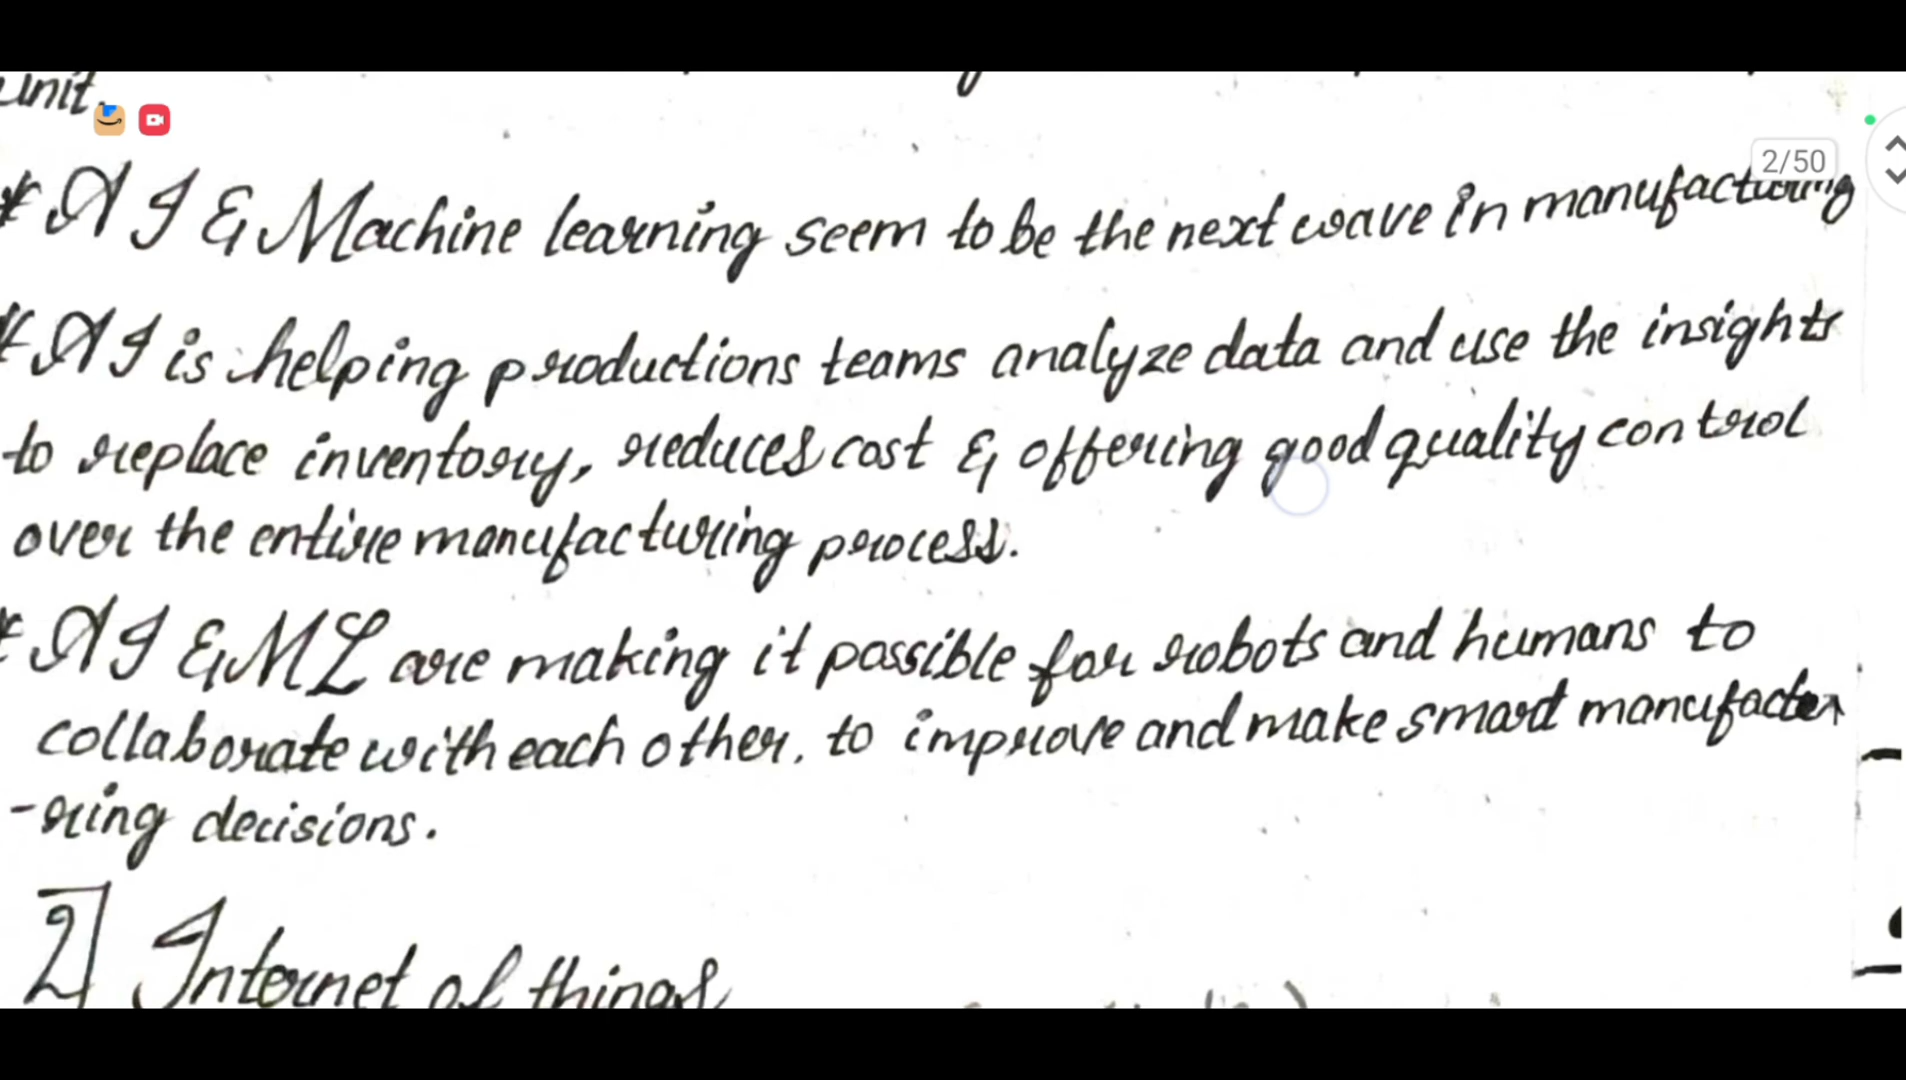 unit.
2/50
* AI & Machine learning seem to be the next wave in manufacturing
* AI is helping productions teams analyze data and use the insights
to replace inventory, reduces cost & offering good quality control
over the entire manufacturing process.
* AI & ML are making it possible for robots and humans to
collaborate with each other. to improve and make smart manufactu
-ring decisions.
2] Internet of things